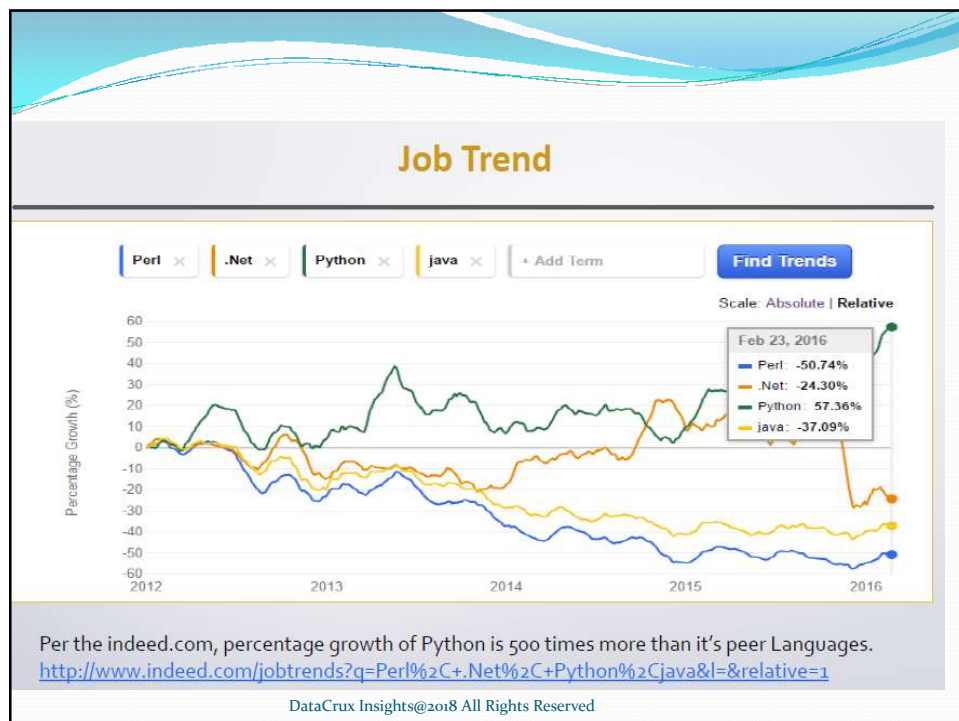 Job Trend
Perl × .Net × Python × java × + Add Term Find Trends
Scale: Absolute | Relative
Percentage Growth (%)
60
50
40
30
20
10
0
-10
-20
-30
-40
-50
-60
2012 2013 2014 2015 2016
Feb 23, 2016
Perl: -50.74%
.Net: -24.30%
Python: 57.36%
java: -37.09%
Per the indeed.com, percentage growth of Python is 500 times more than it's peer Languages.
http://www.indeed.com/jobtrends?q=Perl%2C+.Net%2C+Python%2Cjava&l=&relative=1
DataCrux Insights@2018 All Rights Reserved